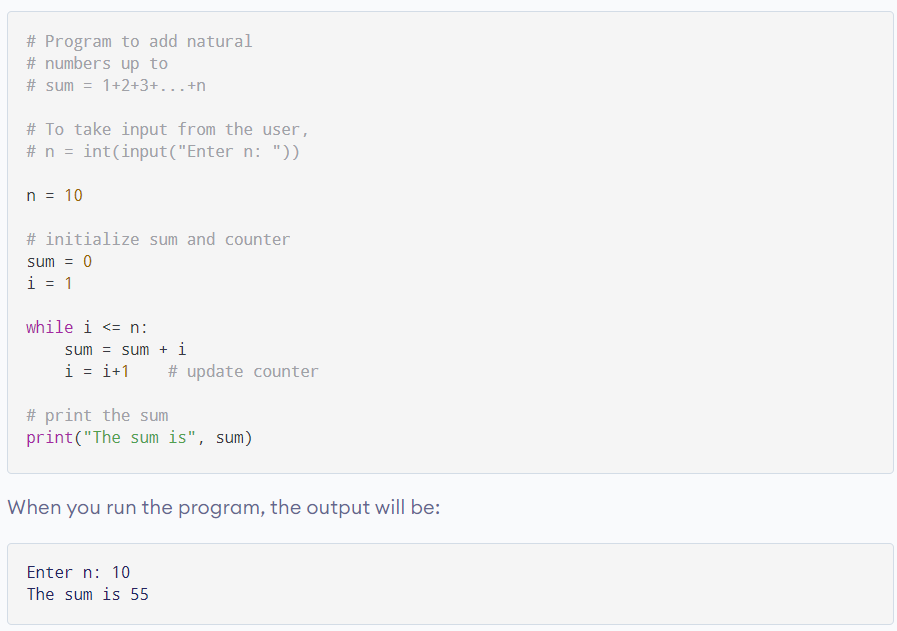 # Program to add natural
# numbers up to
# sum = 1+2+3+...+n
# To take input from the user,
# n = int(input("Enter n: "))
n = 10
# initialize sum and counter
sum = 0
i = 1
while i <= n:
    sum = sum + i
    i = i+1    # update counter
# print the sum
print("The sum is", sum)
When you run the program, the output will be:
Enter n: 10
The sum is 55